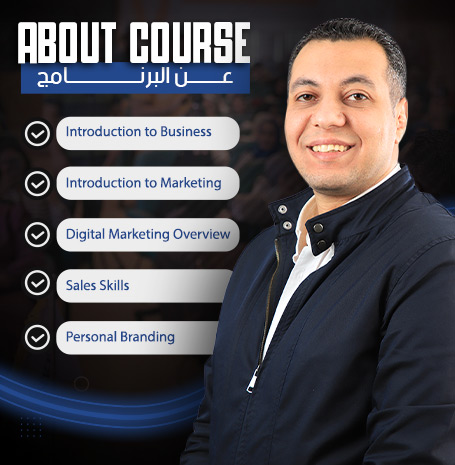 ABOUT COURSE
عن البرنامج
Introduction to Business
Introduction to Marketing
Digital Marketing Overview
Sales Skills
Personal Branding